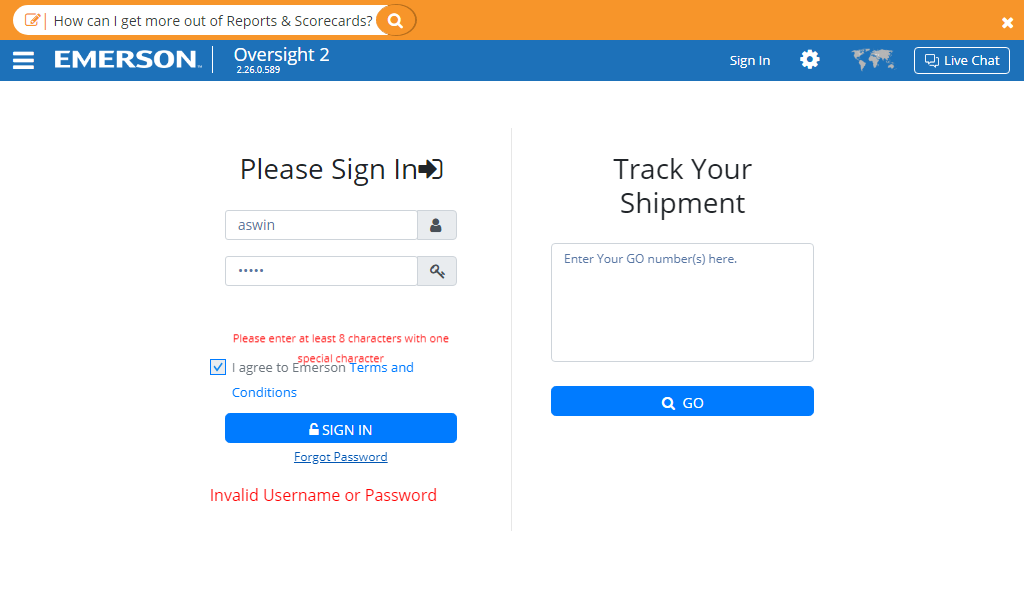 How can I get more out of Reports & Scorecards?
EMERSON
Oversight 2
2.26.0.589
Sign In
Live Chat
Please Sign In
aswin
•••••
Please enter at least 8 characters with one
special character
I agree to Emerson Terms and
Conditions
SIGN IN
Forgot Password
Invalid Username or Password
Track Your
Shipment
Enter Your GO number(s) here.
GO